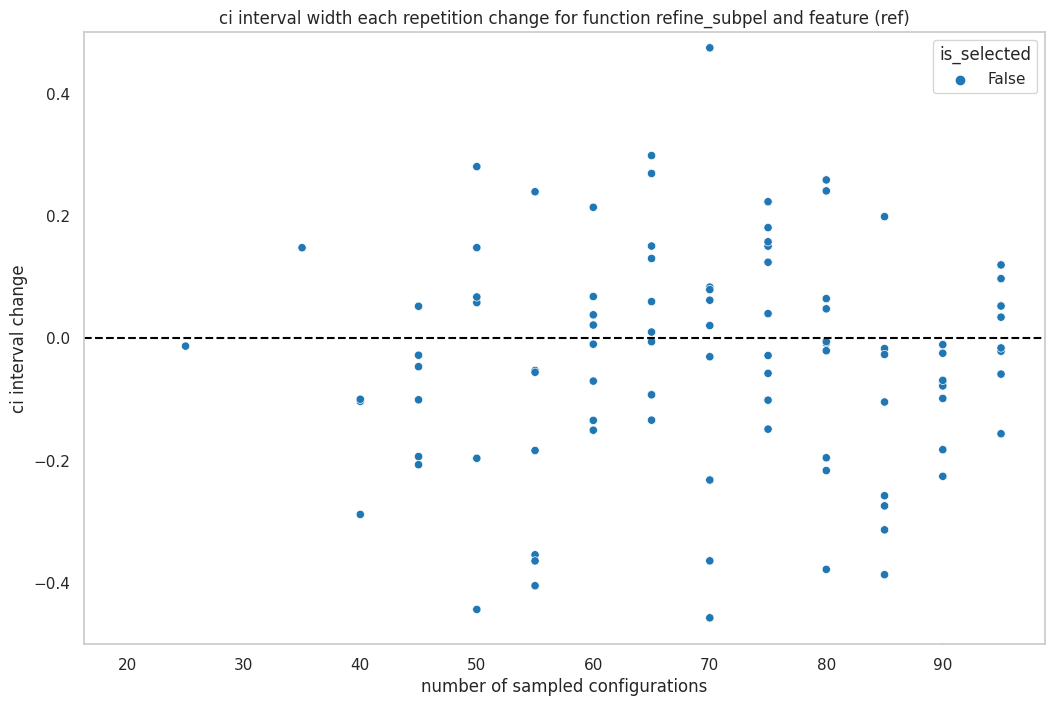 ci interval width each repetition change for function refine_subpel and feature (ref)
is_selected
False
0.4
0.2
0.0
−0.2
−0.4
ci interval change
20 30 40 50 60 70 80 90
number of sampled configurations